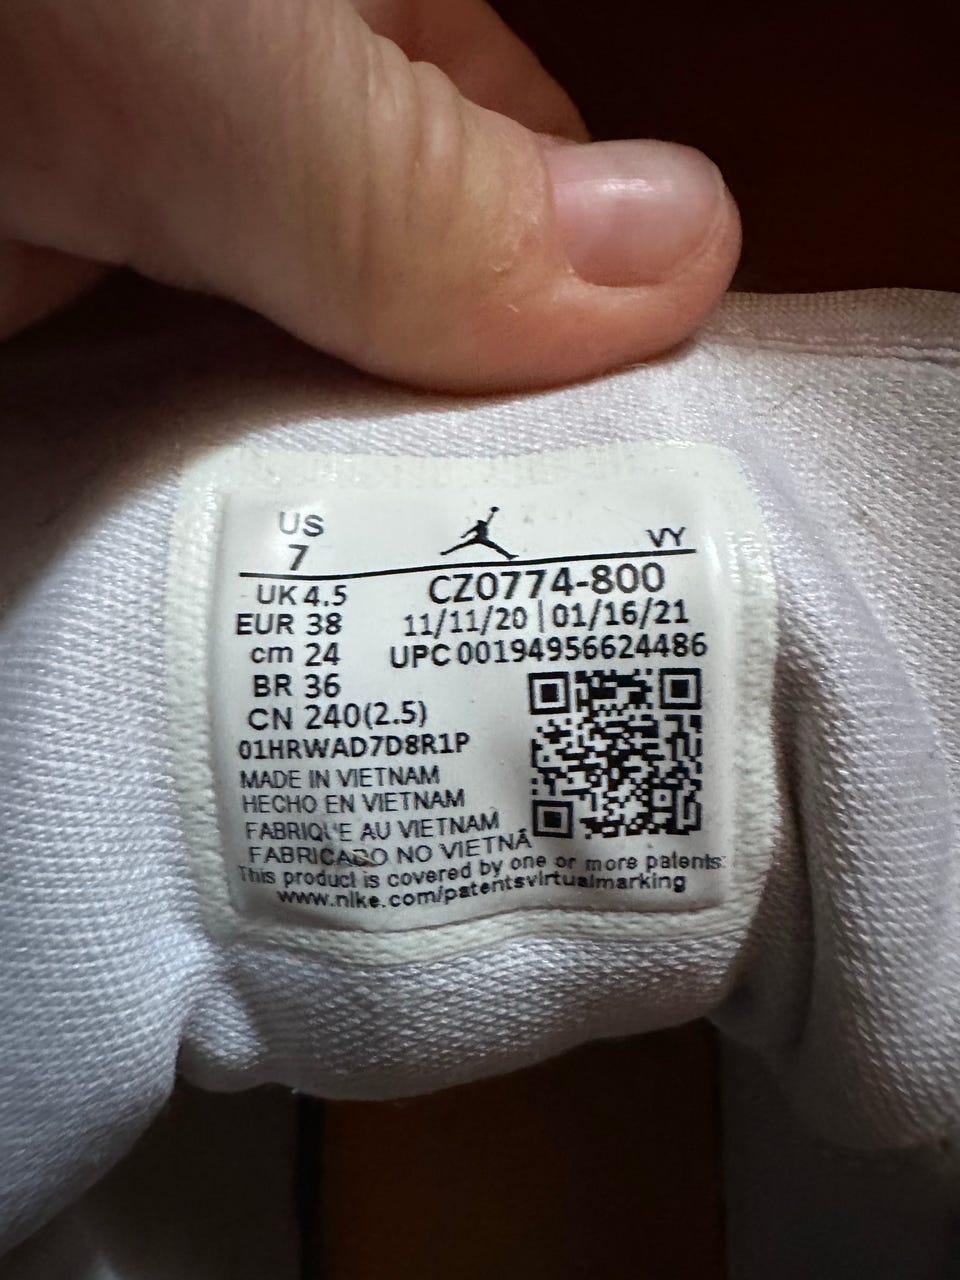 US
7
VY
UK 4.5
CZ0774-800
EUR 38
11/11/20 | 01/16/21
cm 24
UPC 00194956624486
BR 36
CN 240(2.5)
01HRWAD7D8R1P
MADE IN VIETNAM
HECHO EN VIETNAM
FABRIQUE AU VIETNAM
FABRICADO NO VIETNÃ
This product is covered by one or more patents:
www.nike.com/patentsvirtualmarking